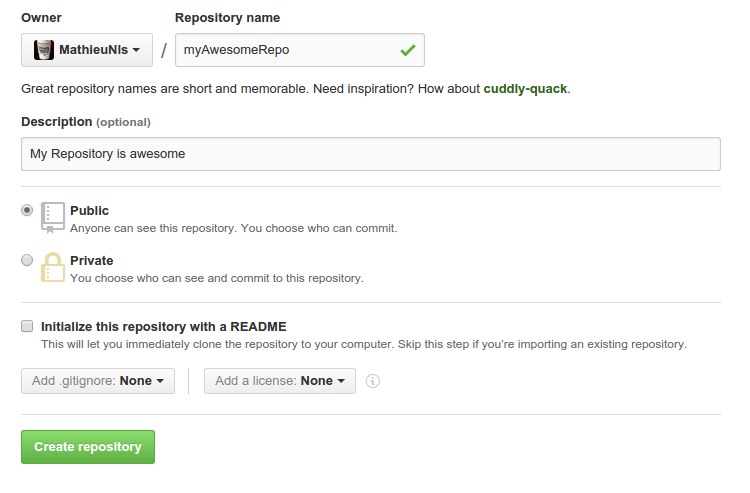 Owner Repository name
MathieuNls / myAwesomeRepo
Great repository names are short and memorable. Need inspiration? How about cuddly-quack.
Description (optional)
My Repository is awesome
Public
Anyone can see this repository. You choose who can commit.
Private
You choose who can see and commit to this repository.
Initialize this repository with a README
This will let you immediately clone the repository to your computer. Skip this step if you’re importing an existing repository.
Add .gitignore: None Add a license: None
Create repository